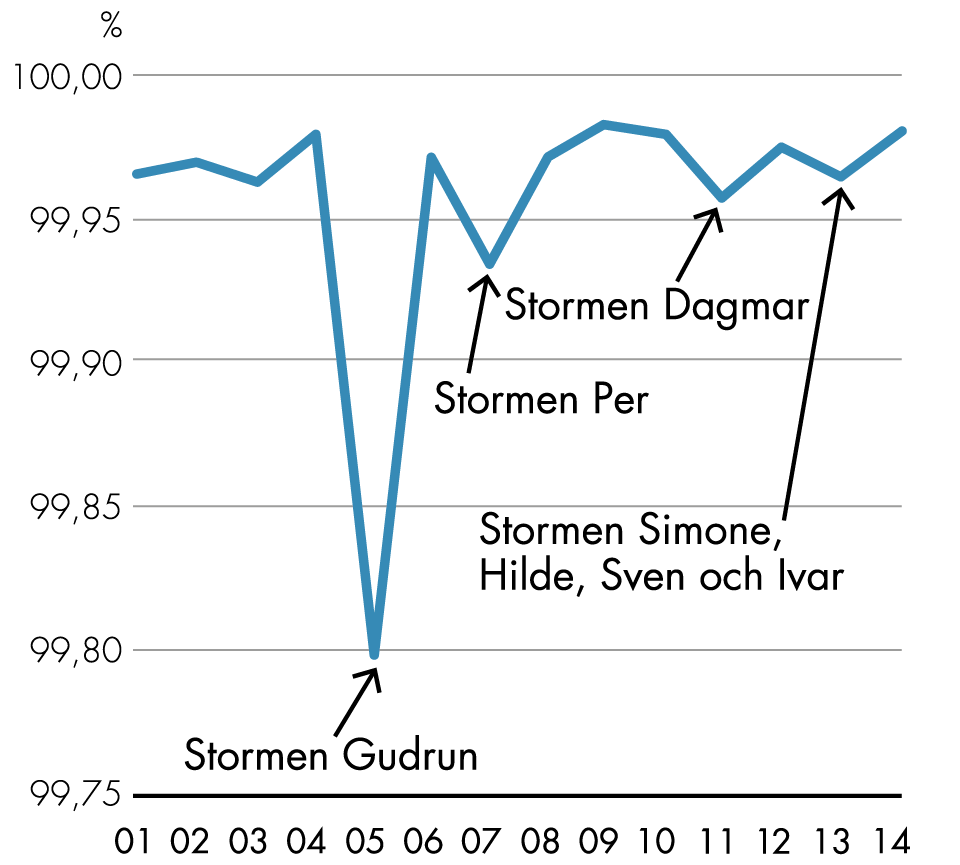 %
100,00
99,95
Stormen Dagmar
99,90
Stormen Per
99,85
Stormen Simone,
Hilde, Sven och Ivar
99,80
Stormen Gudrun
99,75
01 02 03 04 05 06 07 08 09 10 11 12 13 14